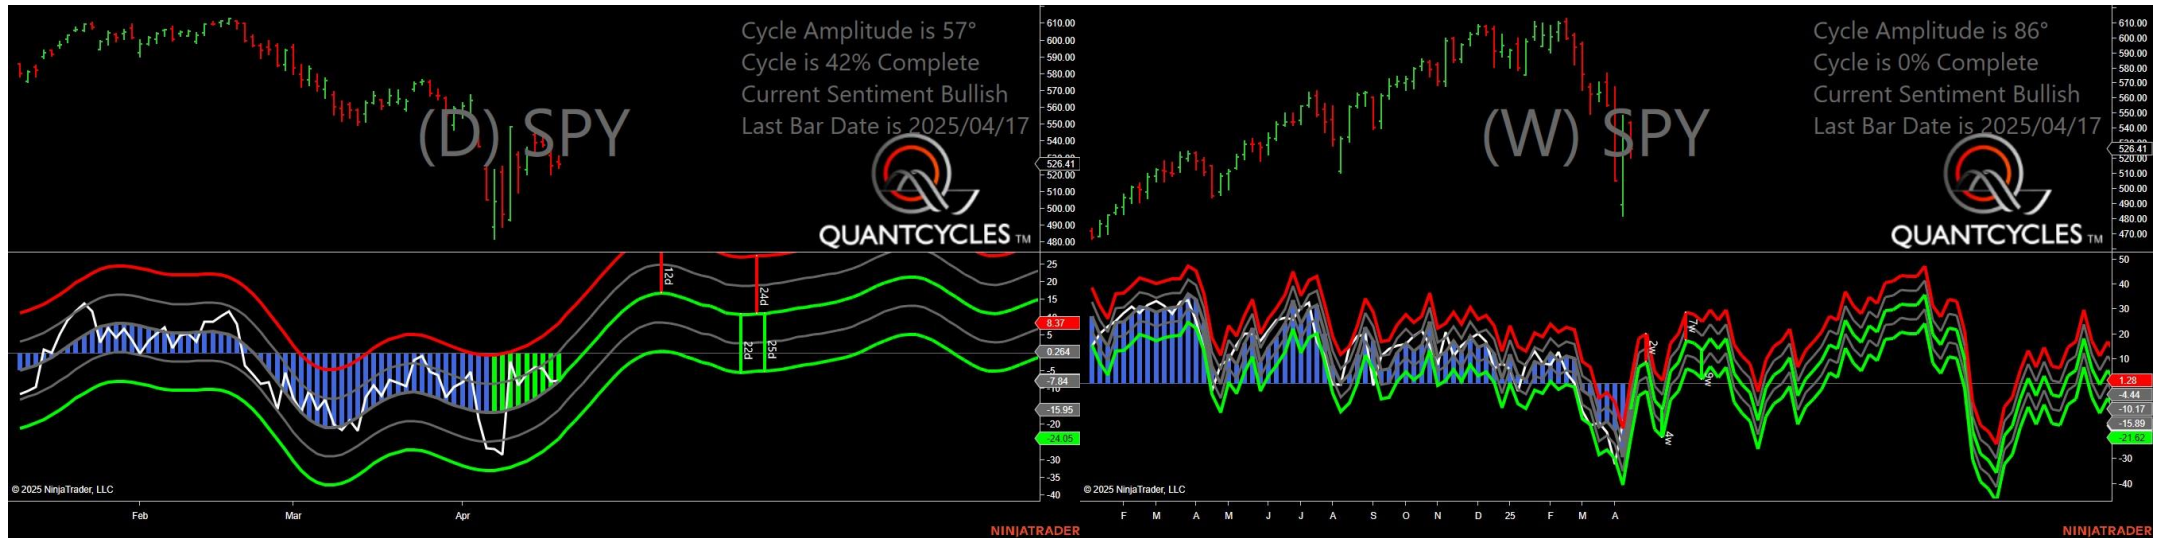 Cycle Amplitude is 57°
Cycle is 42% Complete
Current Sentiment Bullish
Last Bar Date is 2025/04/17
(D) SPY
QUANTCYCLES TM
610.00
600.00
590.00
580.00
570.00
560.00
550.00
540.00
526.41
520.00
510.00
500.00
490.00
480.00
12d
24d
22d
25d
25
20
15
8.37
5
0.264
-5
-7.84
-15.95
-20
-24.05
-30
-35
-40
© 2025 NinjaTrader, LLC
Feb Mar Apr
NINJATRADER
Cycle Amplitude is 86°
Cycle is 0% Complete
Current Sentiment Bullish
Last Bar Date is 2025/04/17
(W) SPY
QUANTCYCLES TM
610.00
600.00
590.00
580.00
570.00
560.00
550.00
540.00
526.41
520.00
510.00
500.00
490.00
480.00
470.00
2w
4w
7w
9w
50
40
30
20
10
1.28
-4.44
-10.17
-15.89
-21.62
-30
-40
© 2025 NinjaTrader, LLC
F M A M J J A S O N D 25 F M A
NINJATRADER